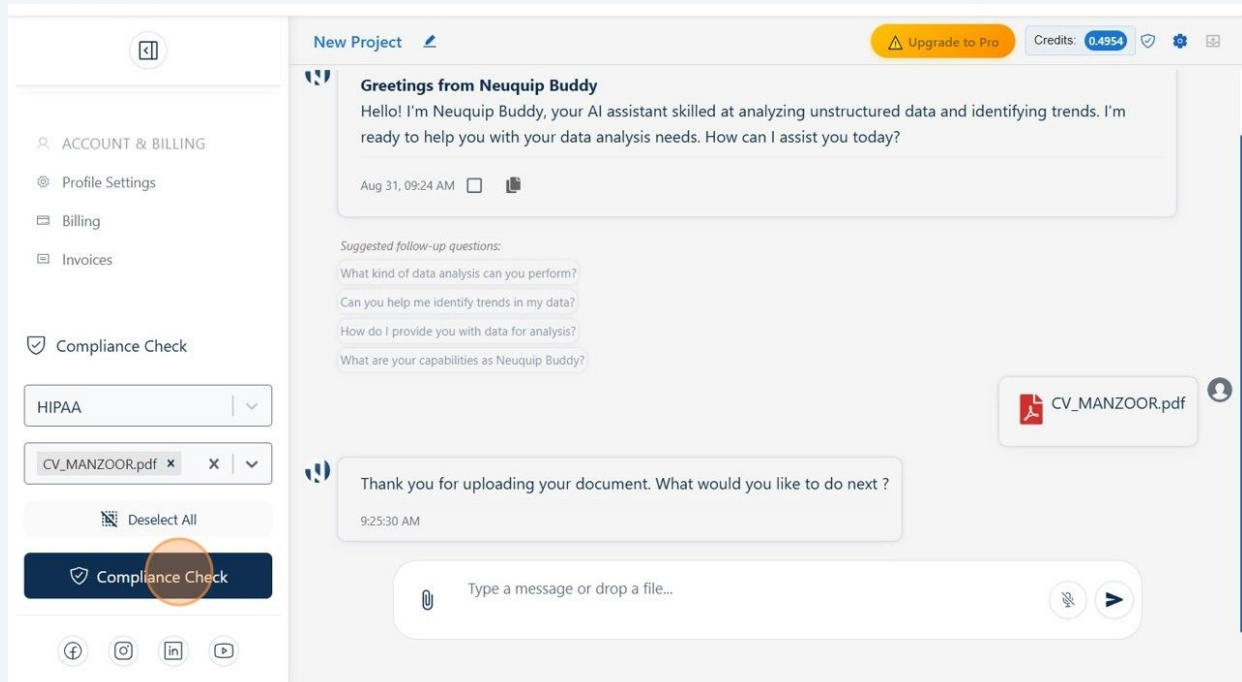 New Project
Upgrade to Pro
Credits: 0.4954
Greetings from Neuquip Buddy
Hello! I'm Neuquip Buddy, your AI assistant skilled at analyzing unstructured data and identifying trends. I'm
ready to help you with your data analysis needs. How can I assist you today?
Aug 31, 09:24 AM
Suggested follow-up questions:
What kind of data analysis can you perform?
Can you help me identify trends in my data?
How do I provide you with data for analysis?
What are your capabilities as Neuquip Buddy?
CV_MANZOOR.pdf
Thank you for uploading your document. What would you like to do next ?
9:25:30 AM
Type a message or drop a file...
ACCOUNT & BILLING
Profile Settings
Billing
Invoices
Compliance Check
HIPAA
CV_MANZOOR.pdf
Deselect All
Compliance Check